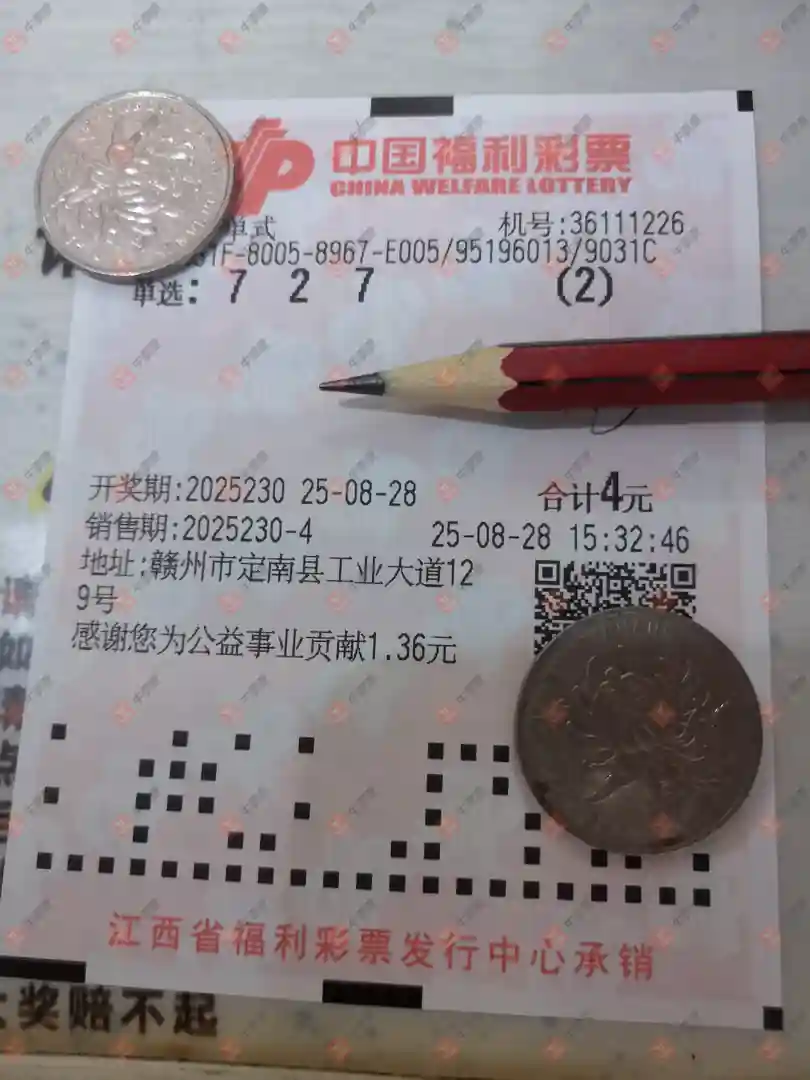 中国福利彩票
CHINA WELFARE LOTTERY
单式 机号:36111226
1F-8005-8967-E005/95196013/9031C
单选: 7 2 7 (2)
开奖期:2025230 25-08-28 合计4元
销售期:2025230-4 25-08-28 15:32:46
地址:赣州市定南县工业大道12
9号
感谢您为公益事业贡献1.36元
江西省福利彩票发行中心承销
奖赔不起